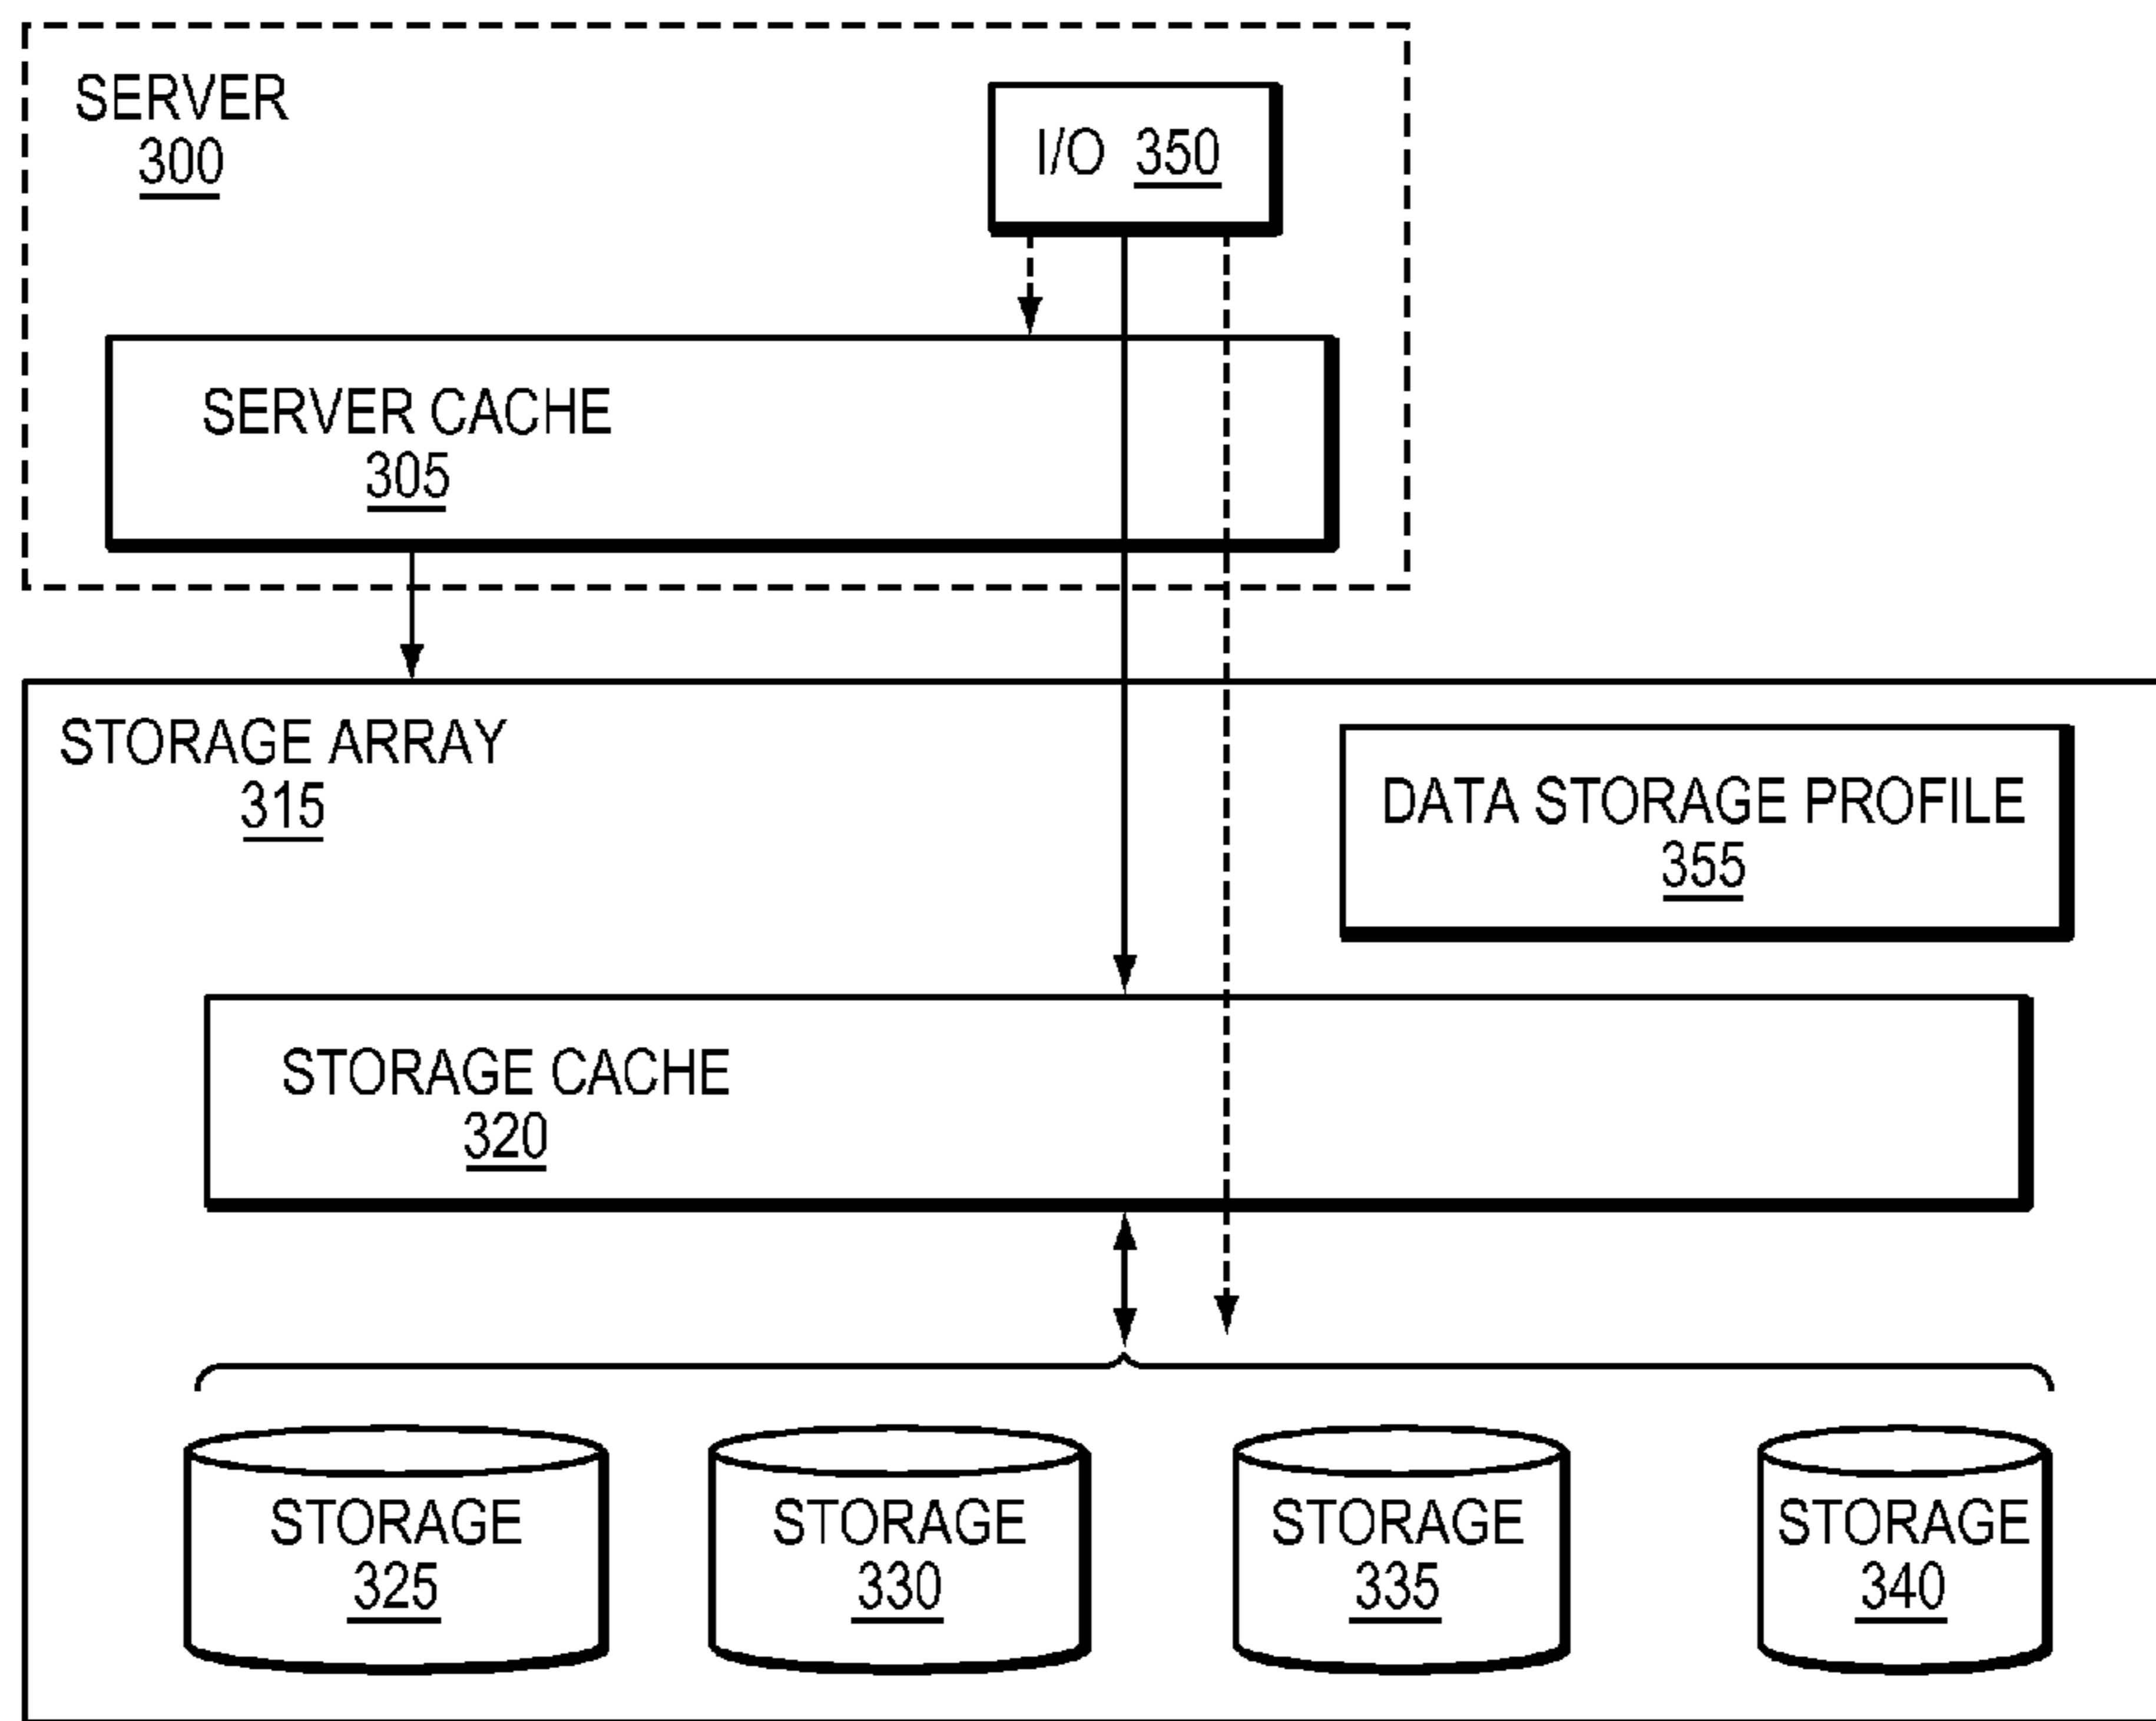 SERVER
300
I/O 350
SERVER CACHE
305
STORAGE ARRAY
315
DATA STORAGE PROFILE
355
STORAGE CACHE
320
STORAGE
325
STORAGE
330
STORAGE
335
STORAGE
340